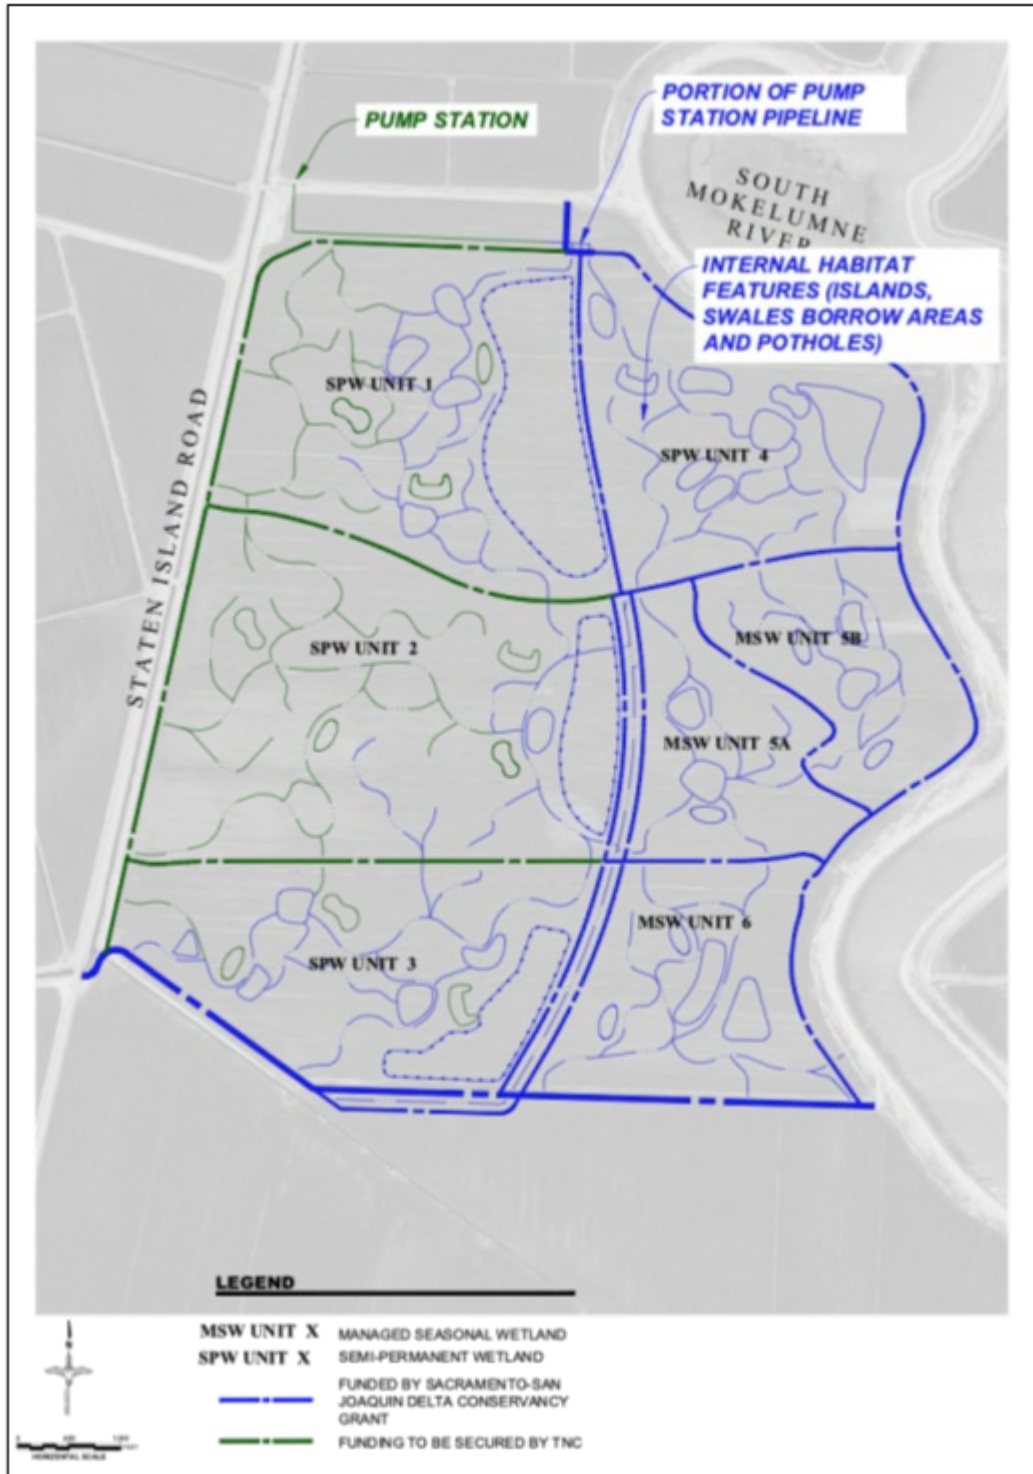 PUMP STATION
PORTION OF PUMP
STATION PIPELINE
SOUTH
MOKELUMNE
RIVER
INTERNAL HABITAT
FEATURES (ISLANDS,
SWALES BORROW AREAS
AND POTHOLES)
SPW UNIT 1
SPW UNIT 4
STATEN ISLAND ROAD
SPW UNIT 2
MSW UNIT 5B
MSW UNIT 5A
MSW UNIT 6
SPW UNIT 3
LEGEND
MSW UNIT X MANAGED SEASONAL WETLAND
SPW UNIT X SEMI-PERMANENT WETLAND
FUNDED BY SACRAMENTO-SAN
JOAQUIN DELTA CONSERVANCY
GRANT
FUNDING TO BE SECURED BY TNC
HORIZONTAL SCALE